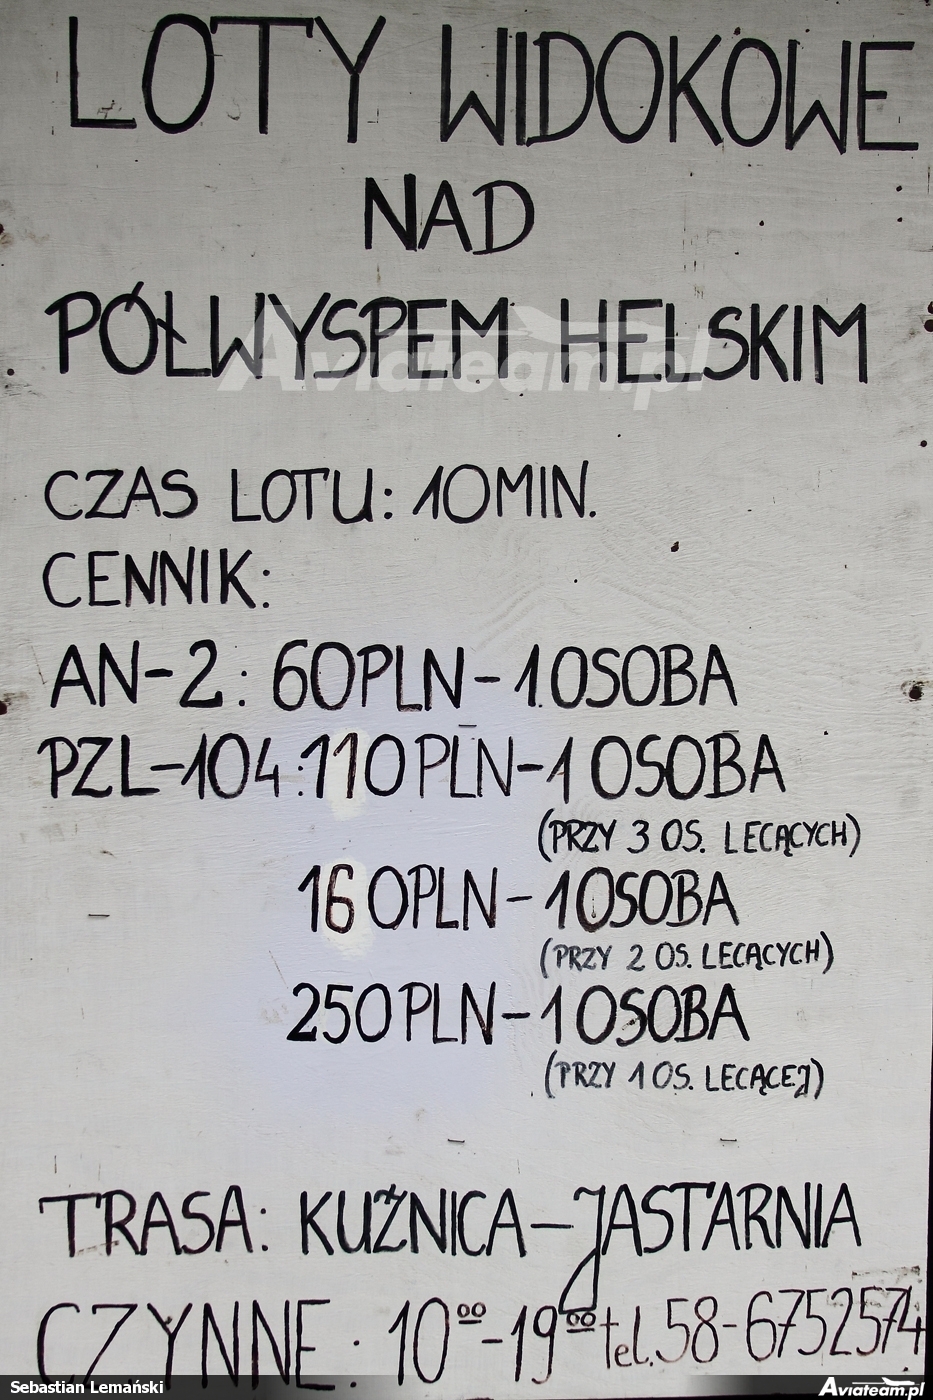 LOTY WIDOKOWE
NAD
PÓŁWYSPEM HELSKIM
Aviateam.pl
CZAS LOTU: 10MIN.
CENNIK:
AN-2: 60PLN-1OSOBA
PZL-104:110PLN-1OSOBA
(PRZY 3 OS. LECĄCYCH)
160PLN-1OSOBA
(PRZY 2 OS. LECĄCYCH)
250PLN-1OSOBA
(PRZY 1 OS. LECĄCEJ)
TRASA: KUŹNICA-JASTARNIA
CZYNNE: 10⁰⁰-19⁰⁰ tel.58-6752574
Sebastian Lemański
Aviateam.pl